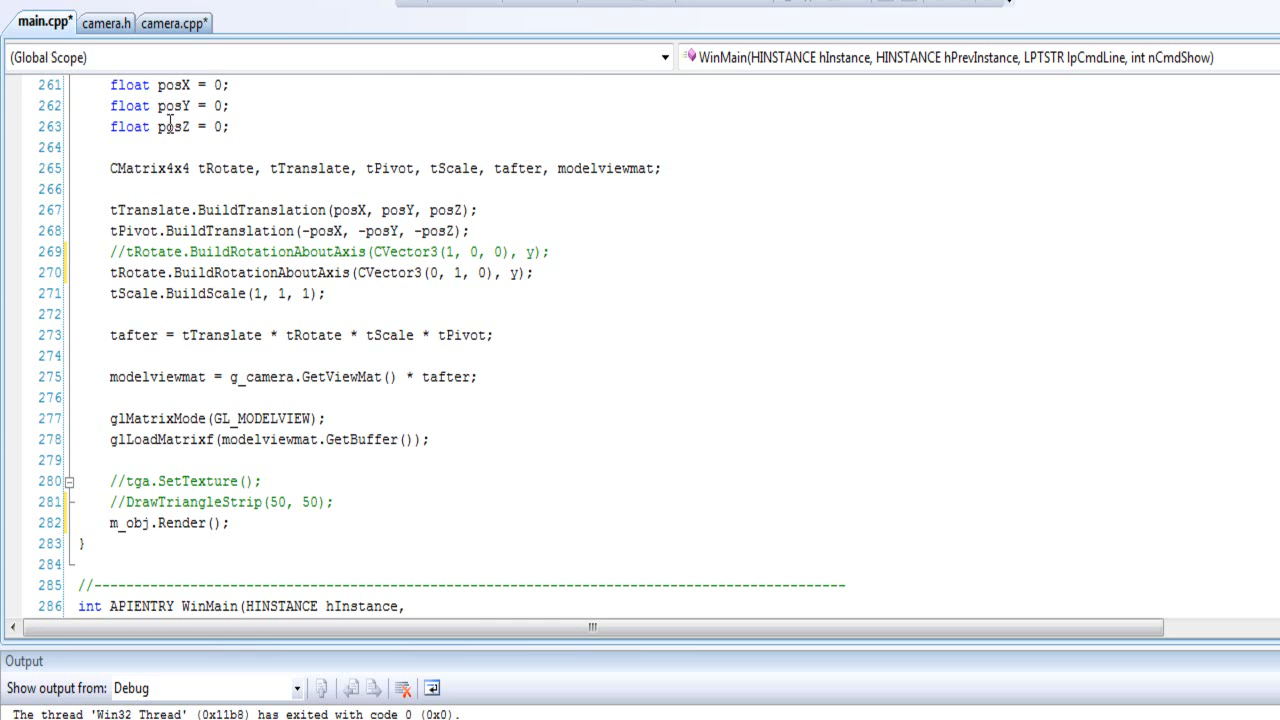 main.cpp* camera.h camera.cpp*
(Global Scope) WinMain(HINSTANCE hInstance, HINSTANCE hPrevInstance, LPTSTR lpCmdLine, int nCmdShow)
261 float posX = 0;
262 float posY = 0;
263 float posZ = 0;
264
265 CMatrix4x4 tRotate, tTranslate, tPivot, tScale, tafter, modelviewmat;
266
267 tTranslate.BuildTranslation(posX, posY, posZ);
268 tPivot.BuildTranslation(-posX, -posY, -posZ);
269 //tRotate.BuildRotationAboutAxis(CVector3(1, 0, 0), y);
270 tRotate.BuildRotationAboutAxis(CVector3(0, 1, 0), y);
271 tScale.BuildScale(1, 1, 1);
272
273 tafter = tTranslate * tRotate * tScale * tPivot;
274
275 modelviewmat = g_camera.GetViewMat() * tafter;
276
277 glMatrixMode(GL_MODELVIEW);
278 glLoadMatrixf(modelviewmat.GetBuffer());
279
280 //tga.SetTexture();
281 //DrawTriangleStrip(50, 50);
282 m_obj.Render();
283 }
284
285 //----------------------------------------------------------------------------------------------
286 int APIENTRY WinMain(HINSTANCE hInstance,
Output
Show output from: Debug
The thread 'Win32 Thread' (0x11b8) has exited with code 0 (0x0).